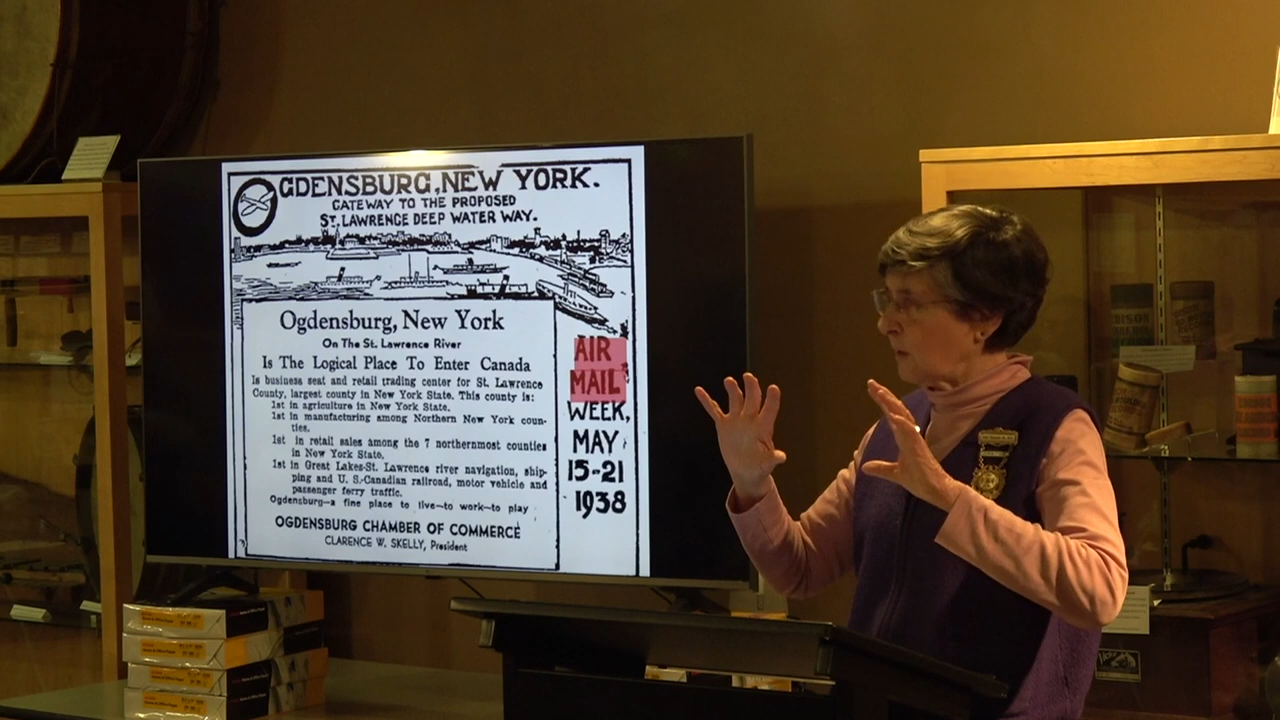 OGDENSBURG, NEW YORK.
GATEWAY TO THE PROPOSED
ST. LAWRENCE DEEP WATER WAY.
Ogdensburg, New York
On The St. Lawrence River
Is The Logical Place To Enter Canada
Is business seat and retail trading center for St. Lawrence
County, largest county in New York State. This county is:
1st in agriculture in New York State.
1st in manufacturing among Northern New York coun-
ties.
1st in retail sales among the 7 northernmost counties
in New York State.
1st in Great Lakes-St. Lawrence river navigation, ship-
ping and U. S.-Canadian railroad, motor vehicle and
passenger ferry traffic.
Ogdensburg—a fine place to live—to work—to play
OGDENSBURG CHAMBER OF COMMERCE
CLARENCE W. SKELLY, President
AIR
MAIL
WEEK,
MAY
15-21
1938
EDISON